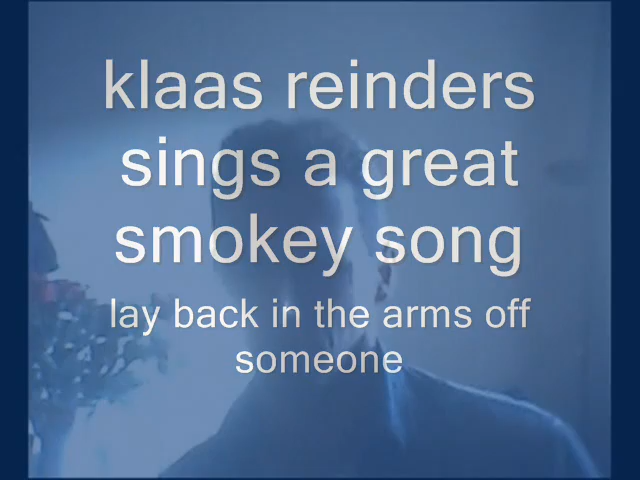 klaas reinders
sings a great
smokey song
lay back in the arms off
someone